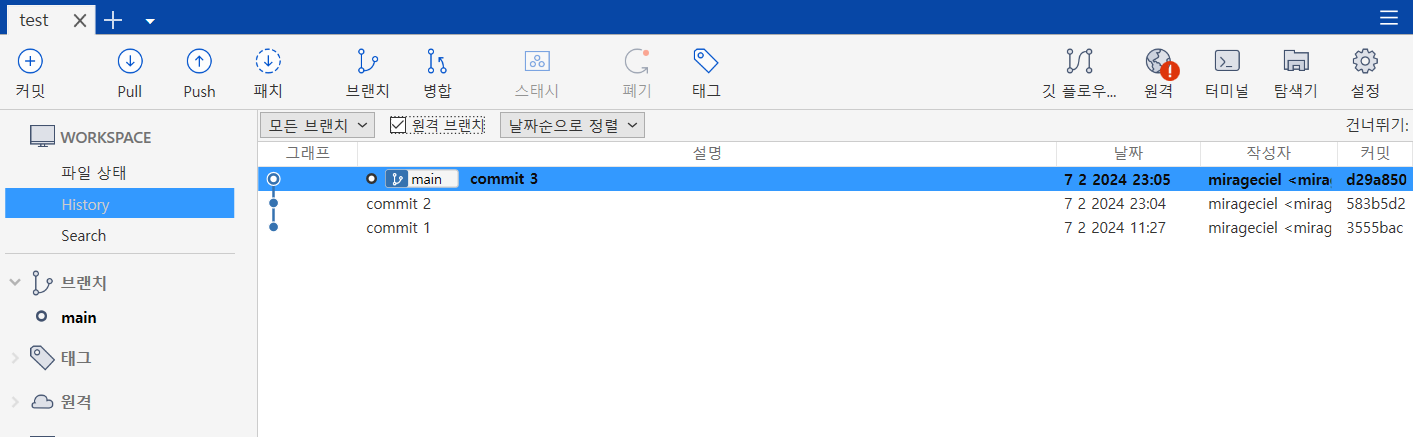 test
커밋 Pull Push 패치 브랜치 병합 스태시 폐기 태그 깃 플로우... 원격 터미널 탐색기 설정
WORKSPACE
파일 상태
History
Search
브랜치
main
태그
원격
모든 브랜치 원격 브랜치 날짜순으로 정렬 건너뛰기:
그래프 설명 날짜 작성자 커밋
main commit 3 7 2 2024 23:05 mirageciel <mirag d29a850
commit 2 7 2 2024 23:04 mirageciel <mirag 583b5d2
commit 1 7 2 2024 11:27 mirageciel <mirag 3555bac